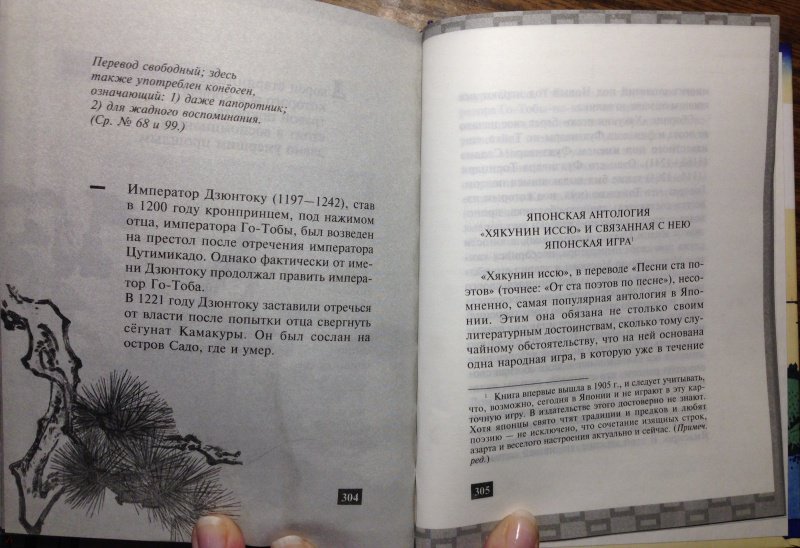 Перевод свободный; здесь
также употреблен конёоген,
означающий: 1) даже папоротник;
2) для жадного воспоминания.
(Ср. № 68 и 99.)
Император Дзюнтоку (1197—1242), став
в 1200 году кронпринцем, под нажимом
отца, императора Го-Тобы, был возведен
на престол после отречения императора
Цутимикадо. Однако фактически от име-
ни Дзюнтоку продолжал править импера-
тор Го-Тоба.
В 1221 году Дзюнтоку заставили отречься
от власти после попытки отца свергнуть
сёгунат Камакуры. Он был сослан на
остров Садо, где и умер.
304
ЯПОНСКАЯ АНТОЛОГИЯ
«ХЯКУНИН ИССЮ» И СВЯЗАННАЯ С НЕЮ
ЯПОНСКАЯ ИГРА¹
«Хякунин иссю», в переводе «Песни ста по-
этов» (точнее: «От ста поэтов по песне»), несо-
мненно, самая популярная антология в Япо-
нии. Этим она обязана не столько своим
литературным достоинствам, сколько тому слу-
чайному обстоятельству, что на ней основана
одна народная игра, в которую уже в течение
¹ Книга впервые вышла в 1905 г., и следует учитывать,
что, возможно, сегодня в Японии и не играют в эту кар-
точную игру. В издательстве этого достоверно не знают.
Хотя японцы свято чтят традиции и предков и любят
поэзию — не исключено, что сочетание изящных строк,
азарта и веселого настроения актуально и сейчас. (Примеч.
ред.)
305